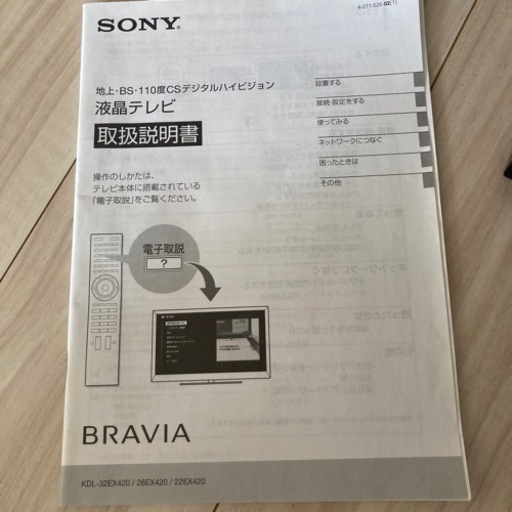 4-271-526-02(1)
SONY
地上・BS・110度CSデジタルハイビジョン
液晶テレビ
取扱説明書
操作のしかたは、
テレビ本体に搭載されている
「電子取説」をご覧ください。
設置する
接続・設定をする
使ってみる
ネットワークにつなぐ
困ったときは
その他
電子取説
?
BRAVIA
KDL-32EX420 / 26EX420 / 22EX420